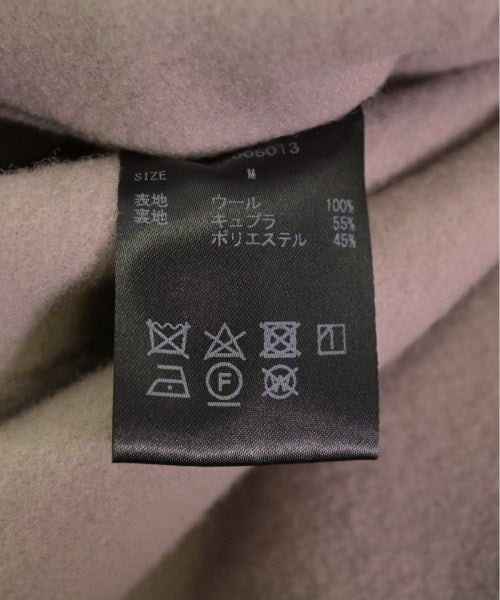 005013
SIZE M
表地 ウール 100%
裏地 キュプラ 55%
ポリエステル 45%
F
W